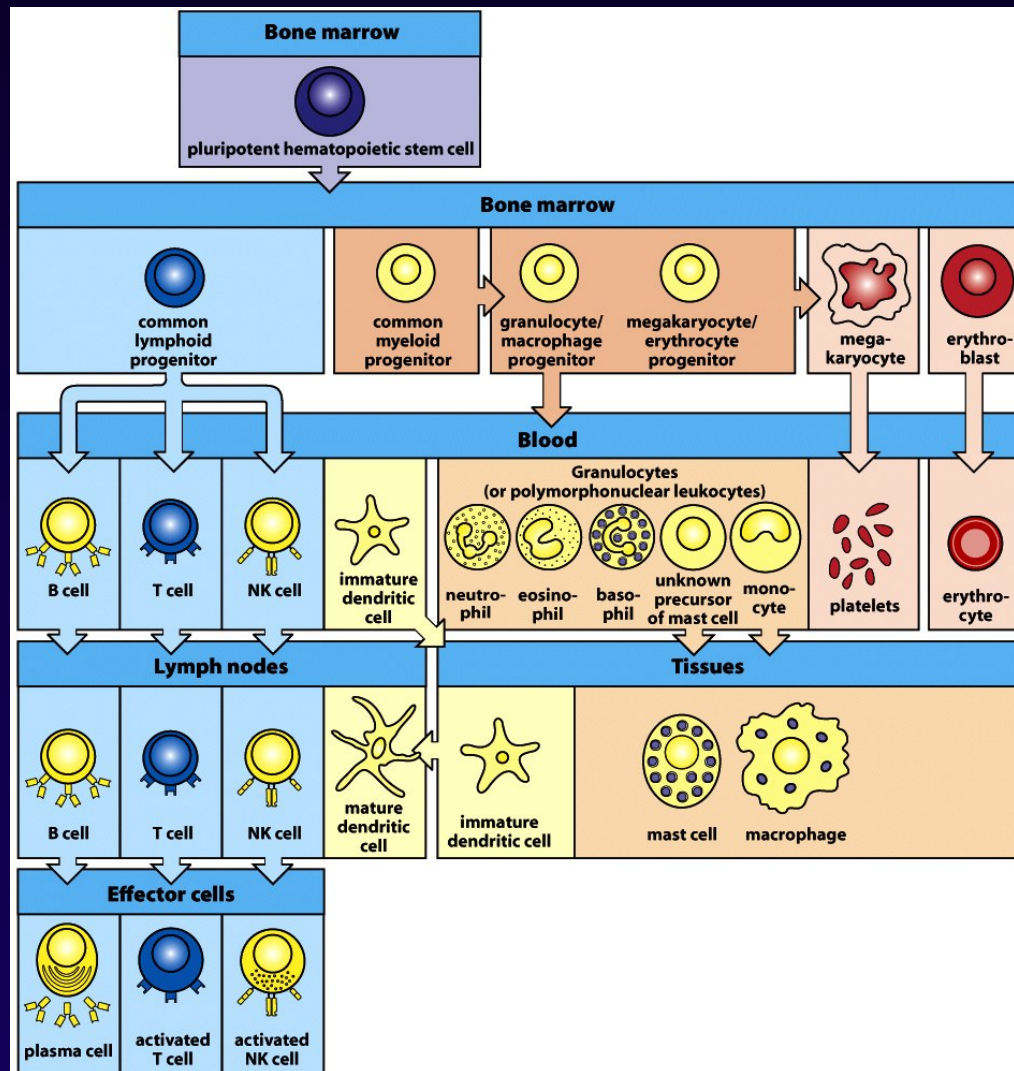 Bone marrow
pluripotent hematopoietic stem cell
Bone marrow
common
lymphoid
progenitor
common
myeloid
progenitor
granulocyte/
macrophage
progenitor
megakaryocyte/
erythrocyte
progenitor
mega-
karyocyte
erythro-
blast
Blood
Granulocytes
(or polymorphonuclear leukocytes)
B cell
T cell
NK cell
immature
dendritic
cell
neutro-
phil
eosino-
phil
baso-
phil
unknown
precursor
of mast cell
mono-
cyte
platelets
erythro-
cyte
Lymph nodes
Tissues
B cell
T cell
NK cell
mature
dendritic
cell
immature
dendritic cell
mast cell
macrophage
Effector cells
plasma cell
activated
T cell
activated
NK cell